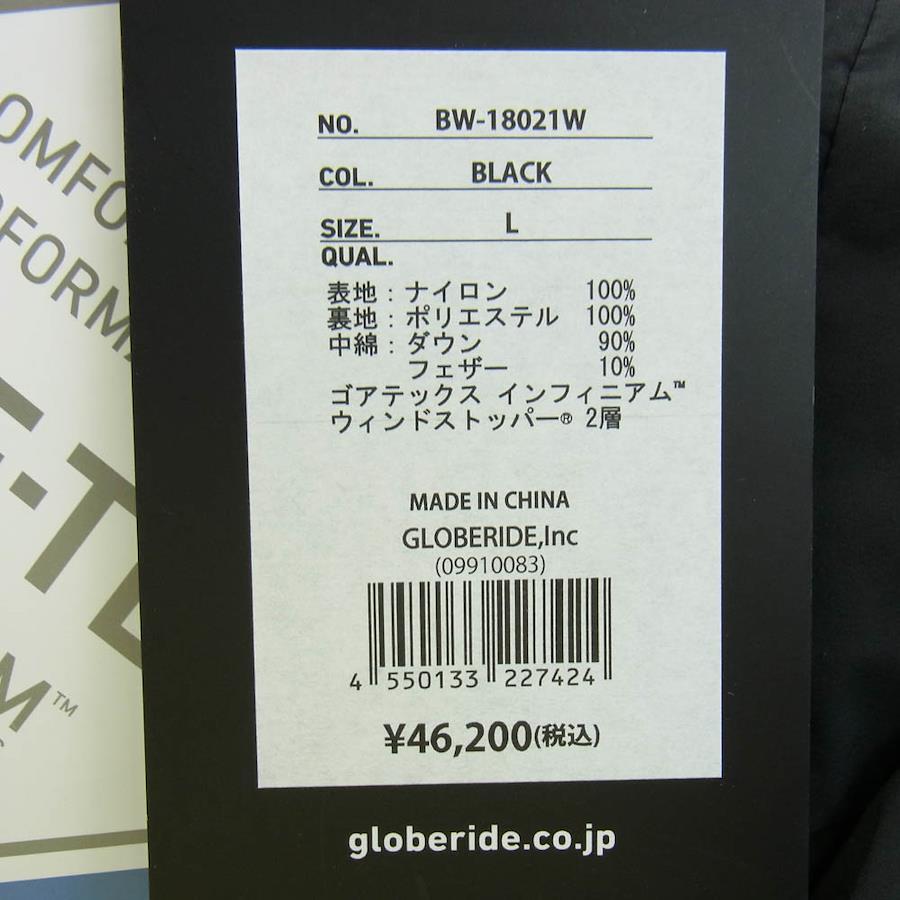 NO. BW-18021W
COL. BLACK
SIZE. L
QUAL.
表地：ナイロン 100%
裏地：ポリエステル 100%
中綿：ダウン 90%
フェザー 10%
ゴアテックス インフィニアム™
ウィンドストッパー® 2層
MADE IN CHINA
GLOBERIDE,Inc
(09910083)
4 550133 227424
¥46,200(税込)
globeride.co.jp